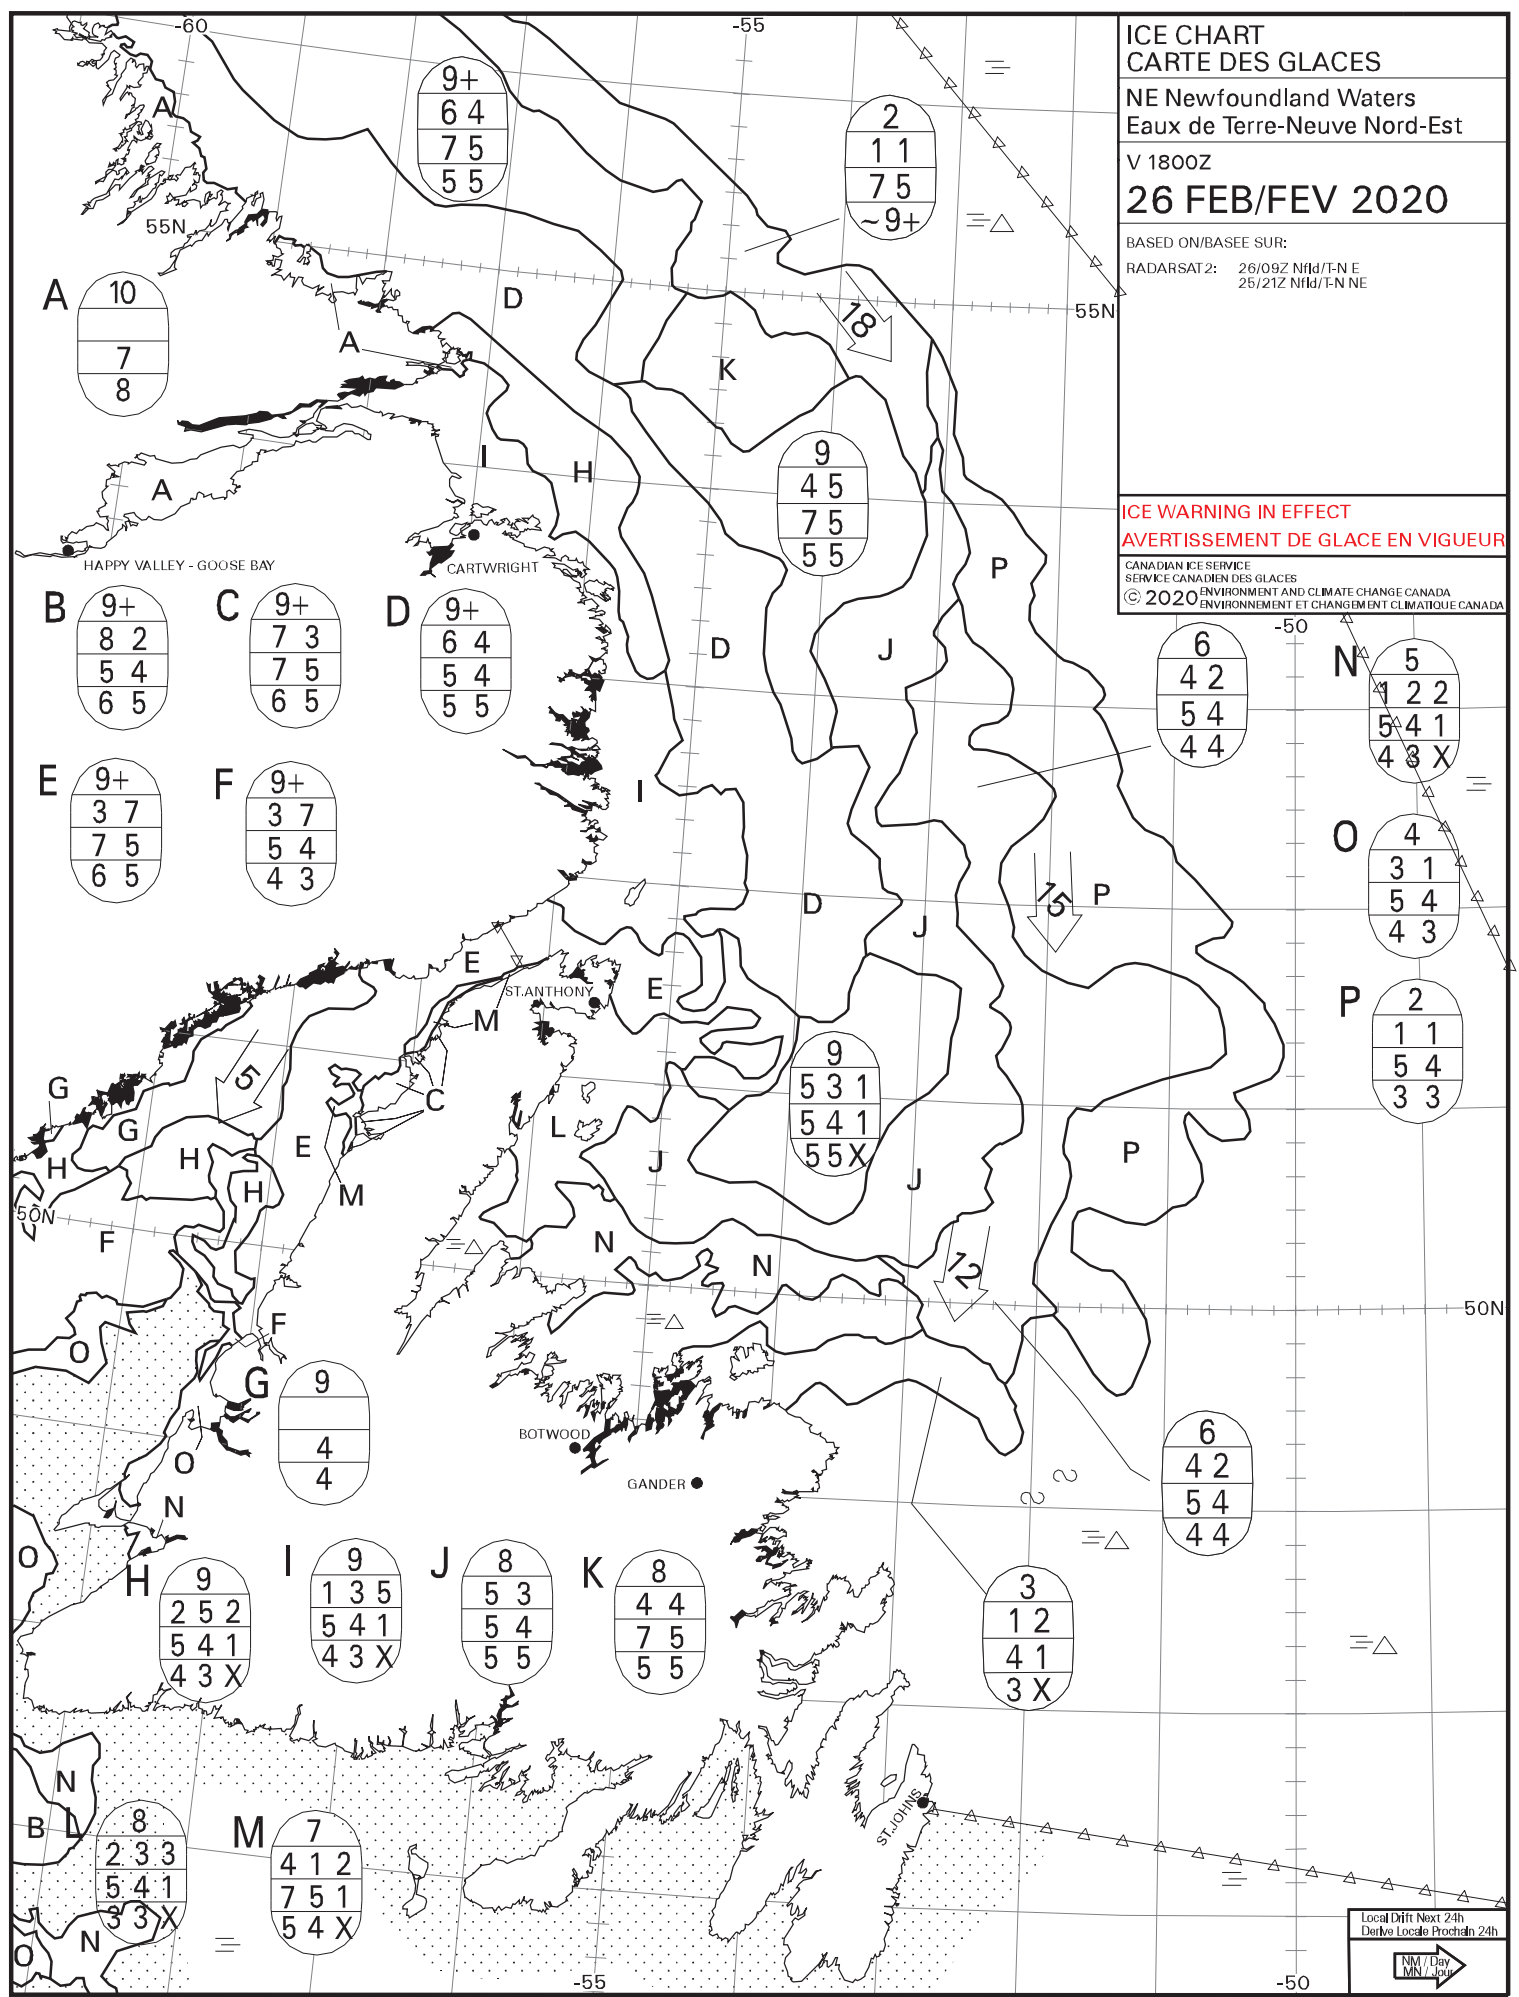 -60
-55
ICE CHART
CARTE DES GLACES
NE Newfoundland Waters
Eaux de Terre-Neuve Nord-Est
V 1800Z
26 FEB/FEV 2020
BASED ON/BASEE SUR:
RADARSAT2: 26/09Z Nfld/T-N E
25/21Z Nfld/T-N NE
ICE WARNING IN EFFECT
AVERTISSEMENT DE GLACE EN VIGUEUR
CANADIAN ICE SERVICE
SERVICE CANADIEN DES GLACES
© 2020 ENVIRONMENT AND CLIMATE CHANGE CANADA
ENVIRONNEMENT ET CHANGEMENT CLIMATIQUE CANADA
9+
6 4
7 5
5 5
2
1 1
7 5
~9+
A
55N
A
10
7
8
D
55N
18
A
K
I
H
A
9
4 5
7 5
5 5
HAPPY VALLEY - GOOSE BAY
CARTWRIGHT
P
B
9+
8 2
5 4
6 5
C
9+
7 3
7 5
6 5
D
9+
6 4
5 4
5 5
D
J
-50
6
4 2
5 4
4 4
N
5
1 2 2
5 4 1
4 3 X
E
9+
3 7
7 5
6 5
F
9+
3 7
5 4
4 3
I
O
4
3 1
5 4
4 3
D
J
15
P
E
ST.ANTHONY
E
M
P
2
1 1
5 4
3 3
9
5 3 1
5 4 1
5 5 X
5
G
C
G
L
H
H
E
J
P
H
M
J
50N
F
N
N
12
50N
F
O
G
9
4
4
BOTWOOD
GANDER
6
4 2
5 4
4 4
O
N
O
H
9
2 5 2
5 4 1
4 3 X
I
9
1 3 5
5 4 1
4 3 X
J
8
5 3
5 4
5 5
K
8
4 4
7 5
5 5
3
1 2
4 1
3 X
N
B
L
8
2 3 3
5 4 1
3 3 X
M
7
4 1 2
7 5 1
5 4 X
ST.JOHNS
O
N
-55
-50
Local Drift Next 24h
Derive Locale Prochain 24h
NM / Day
MN / Jour